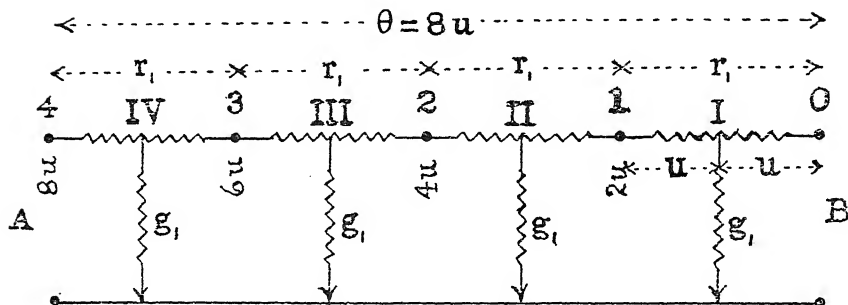 θ = 8u
r₁ r₁ r₁ r₁
4 IV 3 III 2 II 1 I 0
8u 6u 4u 2u u u
A g₁ g₁ g₁ g₁ B